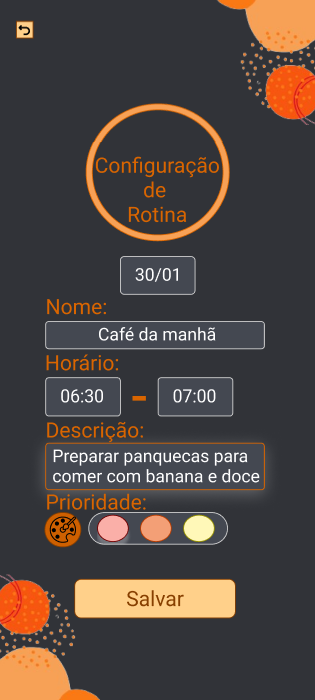 Configuração
de
Rotina
30/01
Nome:
Café da manhã
Horário:
06:30 - 07:00
Descrição:
Preparar panquecas para
comer com banana e doce
Prioridade:
Salvar